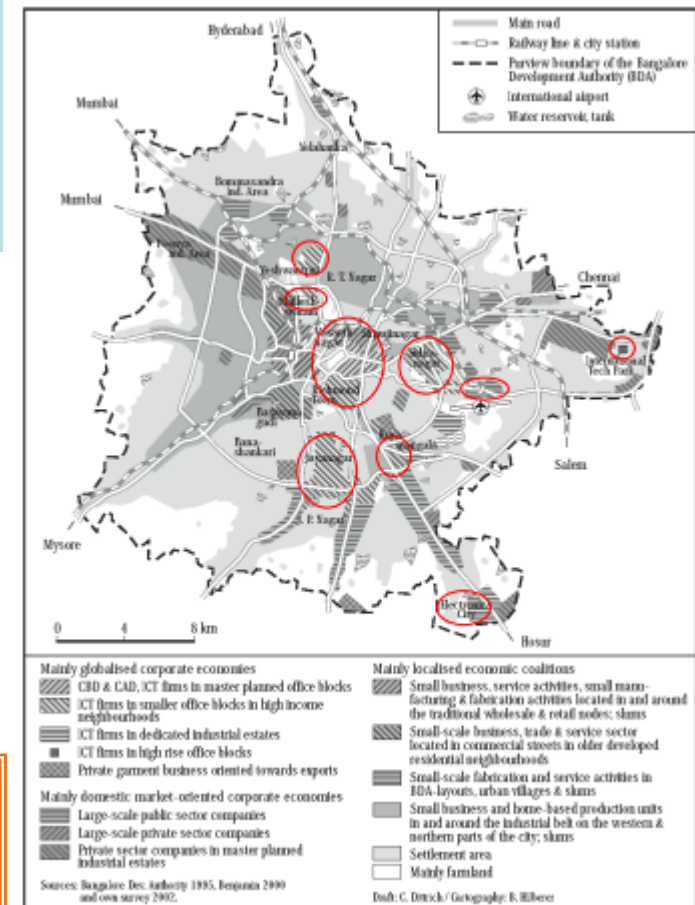 Main road
Railway line & city station
Purview boundary of the Bangalore
Development Authority (BDA)
International airport
Water reservoir, tank
Hyderabad
Mumbai
Yelahanka
Bommasandra
Ind. Area
Mumbai
Peenya
ind. Area
Yeshwantpur
R. T. Nagar
Chennai
Shivajinagar
International
Tech Park
Richmond
Town
Basavana-
gudi
Bana-
shankari
Jayanagar
Salem
J. P. Nagar
Mysore
Electronic
City
Hosur
0 4 8 km
Mainly globalised corporate economies
CBD & CAD, ICT firms in master planned office blocks
ICT firms in smaller office blocks in high income
neighbourhoods
ICT firms in dedicated industrial estates
ICT firms in high rise office blocks
Private garment business oriented towards exports
Mainly domestic market-oriented corporate economies
Large-scale public sector companies
Large-scale private sector companies
Private sector companies in master planned
industrial estates
Sources: Bangalore Dev. Authority 1995, Benjamin 2000
and own survey 2002.
Mainly localised economic coalitions
Small business, service activities, small manu-
facturing & fabrication activities located in and around
the traditional wholesale & retail nodes; slums
Small-scale business, trade & service sector
located in commercial streets in older developed
residential neighbourhoods
Small-scale fabrication and service activities in
BDA-layouts, urban villages & slums
Small business and home-based production units
in and around the industrial belt on the western &
northern parts of the city; slums
Settlement area
Mainly farmland
Draft: C. Dittrich / Cartography: B. Hilberer